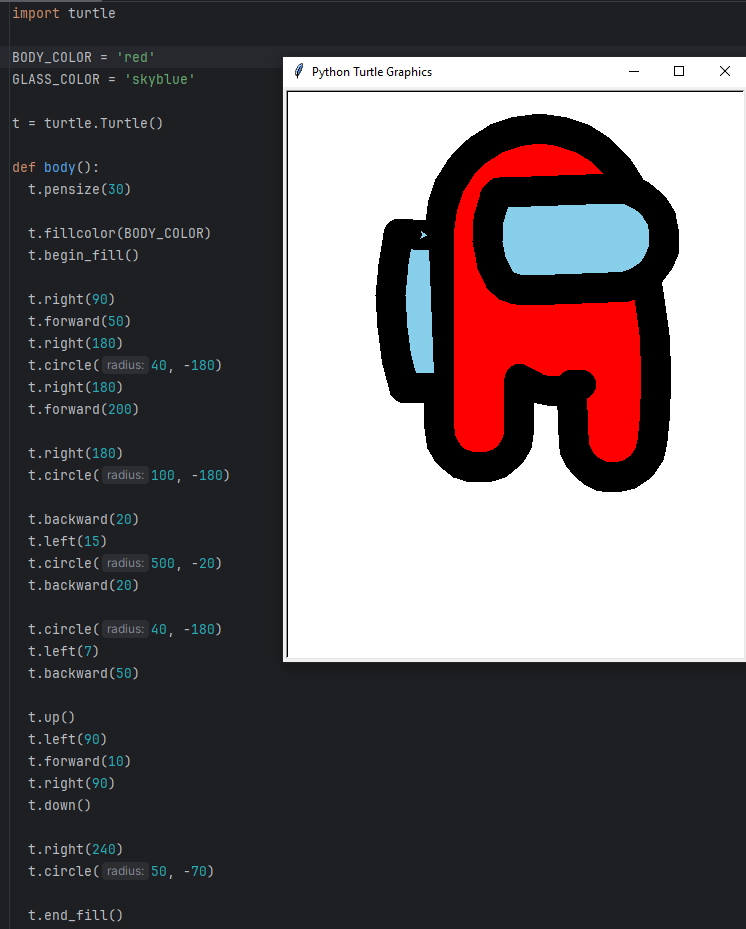 import turtle
BODY_COLOR = 'red'
GLASS_COLOR = 'skyblue'
Python Turtle Graphics
t = turtle.Turtle()
def body():
t.pensize(30)
t.fillcolor(BODY_COLOR)
t.begin_fill()
t.right(90)
t.forward(50)
t.right(180)
t.circle( radius: 40, -180)
t.right(180)
t.forward(200)
t.right(180)
t.circle( radius: 100, -180)
t.backward(20)
t.left(15)
t.circle( radius: 500, -20)
t.backward(20)
t.circle( radius: 40, -180)
t.left(7)
t.backward(50)
t.up()
t.left(90)
t.forward(10)
t.right(90)
t.down()
t.right(240)
t.circle( radius: 50, -70)
t.end_fill()